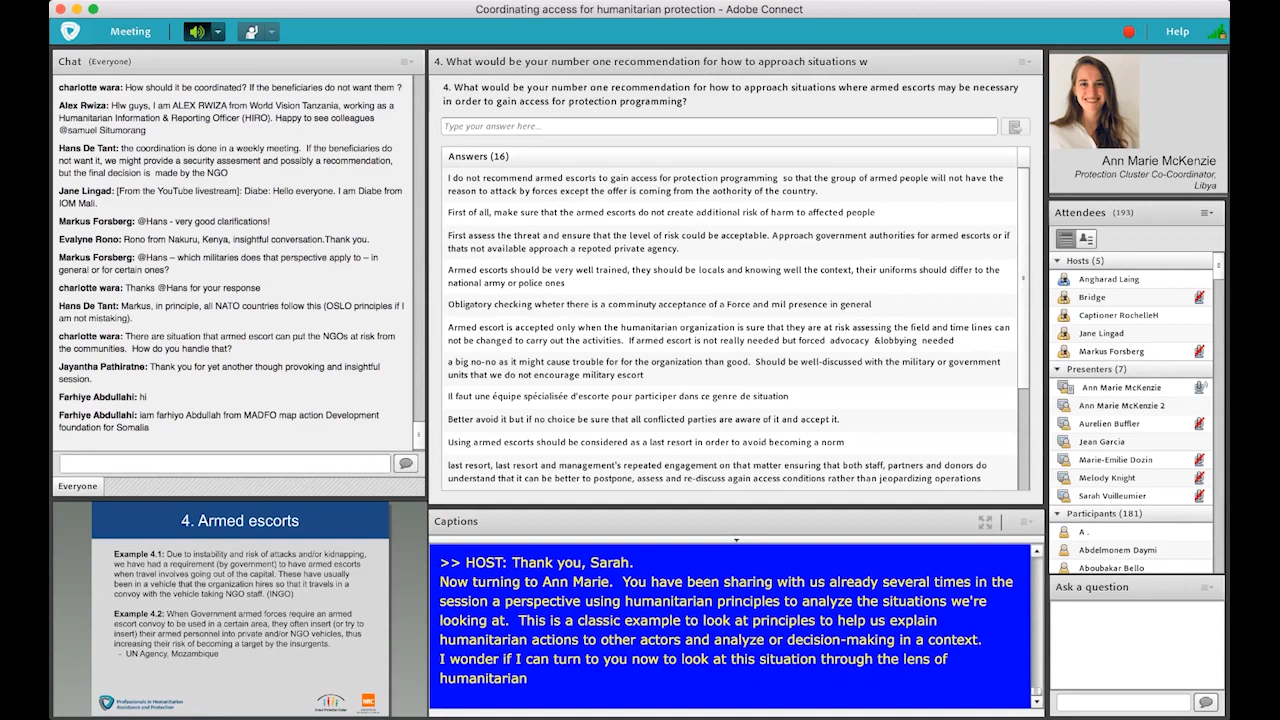 Coordinating access for humanitarian protection - Adobe Connect
Meeting
Help
Chat (Everyone)
charlotte wara: How should it be coordinated? If the beneficiaries do not want them ?
Alex Rwiza: HIw guys, I am ALEX RWIZA from World Vision Tanzania, working as a
Humanitarian Information & Reporting Officer (HIRO). Happy to see colleagues
@samuel Situmorang
Hans De Tant: the coordination is done in a weekly meeting. If the beneficiaries do
not want it, we might provide a security assesment and possibly a recommendation,
but the final decision is made by the NGO
Jane Lingad: [From the YouTube livestream]: Diabe: Hello everyone. I am Diabe from
IOM Mali.
Markus Forsberg: @Hans - very good clarifications!
Evalyne Rono: Rono from Nakuru, Kenya, insightful conversation.Thank you.
Markus Forsberg: @Hans – which militaries does that perspective apply to – in
general or for certain ones?
charlotte wara: Thanks @Hans for your response
Hans De Tant: Markus, in principle, all NATO countries follow this (OSLO principles if I
am not mistaking).
charlotte wara: There are situation that armed escort can put the NGOs at risk from
the communities. How do you handle that?
Jayantha Pathiratne: Thank you for yet another though provoking and insightful
session.
Farhiye Abdullahi: hi
Farhiye Abdullahi: iam farhiyo Abdullah from MADFO map action Development
foundation for Somalia
Everyone
4. Armed escorts
Example 4.1: Due to instability and risk of attacks and/or kidnapping,
we have had a requirement (by government) to have armed escorts
when travel involves going out of the capital. These have usually
been in a vehicle that the organization hires so that it travels in a
convoy with the vehicle taking NGO staff. (INGO)
Example 4.2: When Government armed forces require an armed
escort convoy to be used in a certain area, they often insert (or try to
insert) their armed personnel into private and/or NGO vehicles, thus
increasing their risk of becoming a target by the insurgents.
- UN Agency, Mozambique
Professionals in Humanitarian
Assistance and Protection
4. What would be your number one recommendation for how to approach situations w
4. What would be your number one recommendation for how to approach situations where armed escorts may be necessary
in order to gain access for protection programming?
Type your answer here...
Answers (16)
I do not recommend armed escorts to gain access for protection programming so that the group of armed people will not have the
reason to attack by forces except the offer is coming from the aothority of the country.
First of all, make sure that the armed escorts do not create additional risk of harm to affected people
First assess the threat and ensure that the level of risk could be acceptable. Approach government authorities for armed escorts or if
thats not available approach a repoted private agency.
Armed escorts should be very well trained, they should be locals and knowing well the context, their uniforms should differ to the
national army or police ones
Obligatory checking wheter there is a comminuty acceptance of a Force and mil presence in general
Armed escort is accepted only when the humanitarian organization is sure that they are at risk assessing the field and time lines can
not be changed to carry out the activities. If armed escort is not really needed but forced advocacy &lobbying needed
a big no-no as it might cause trouble for for the organization than good. Should be well-discussed with the military or government
units that we do not encourage military escort
Il faut une équipe spécialisée d'escorte pour participer dans ce genre de situation
Better avoid it but if no choice be sure that all conflicted parties are aware of it and accept it.
Using armed escorts should be considered as a last resort in order to avoid becoming a norm
last resort, last resort and management's repeated engagement on that matter ensuring that both staff, partners and donors do
understand that it can be better to postpone, assess and re-discuss again access conditions rather than jeopardizing operations
Captions
>> HOST: Thank you, Sarah.
Now turning to Ann Marie. You have been sharing with us already several times in the
session a perspective using humanitarian principles to analyze the situations we're
looking at. This is a classic example to look at principles to help us explain
humanitarian actions to other actors and analyze or decision-making in a context.
I wonder if I can turn to you now to look at this situation through the lens of
humanitarian
Ann Marie McKenzie
Protection Cluster Co-Coordinator,
Libya
Attendees (193)
Hosts (5)
Angharad Laing
Bridge
Captioner RochelleH
Jane Lingad
Markus Forsberg
Presenters (7)
Ann Marie McKenzie
Ann Marie McKenzie 2
Aurelien Buffler
Jean Garcia
Marie-Emilie Dozin
Melody Knight
Sarah Vuilleumier
Participants (181)
A .
Abdelmonem Daymi
Aboubakar Bello
Ask a question